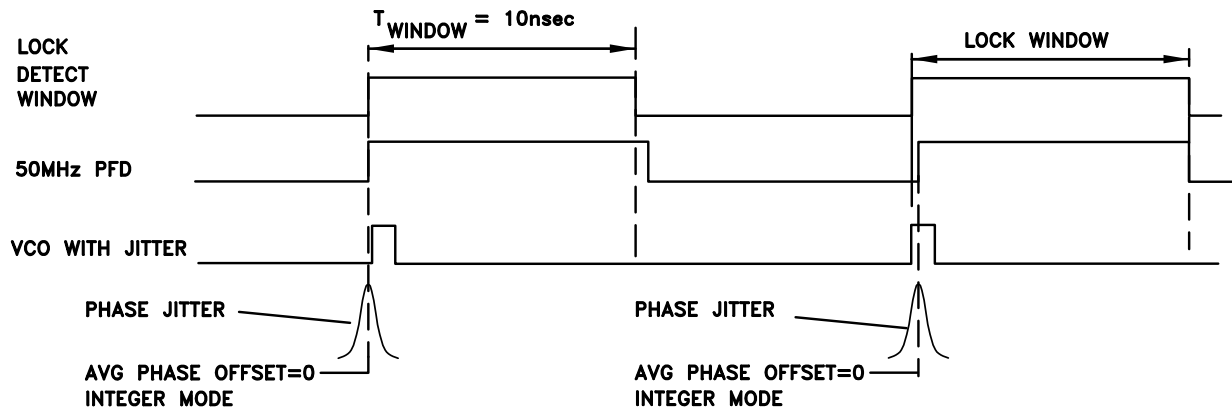 T WINDOW = 10nsec
LOCK
DETECT
WINDOW
LOCK WINDOW
50MHz PFD
VCO WITH JITTER
PHASE JITTER
PHASE JITTER
AVG PHASE OFFSET=0
INTEGER MODE
AVG PHASE OFFSET=0
INTEGER MODE